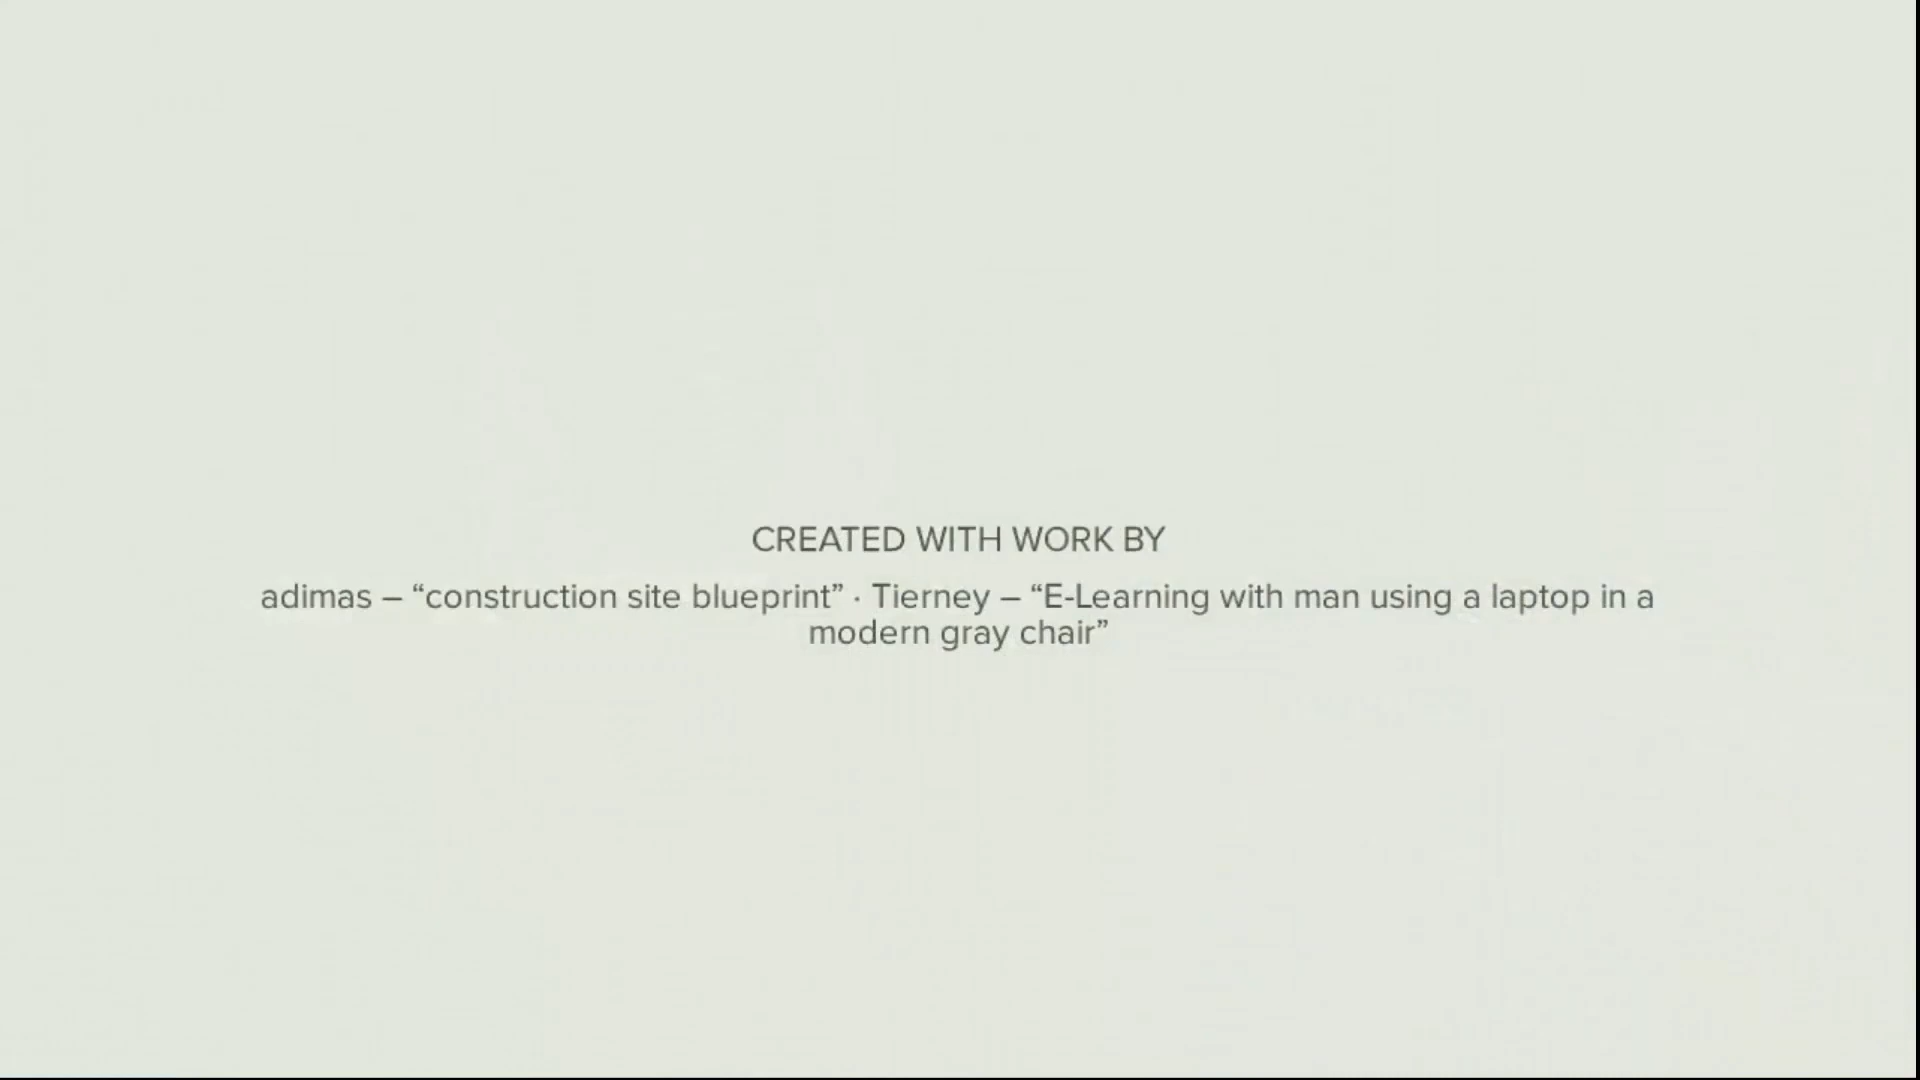 CREATED WITH WORK BY
adimas – “construction site blueprint” · Tierney – “E-Learning with man using a laptop in a
modern gray chair”